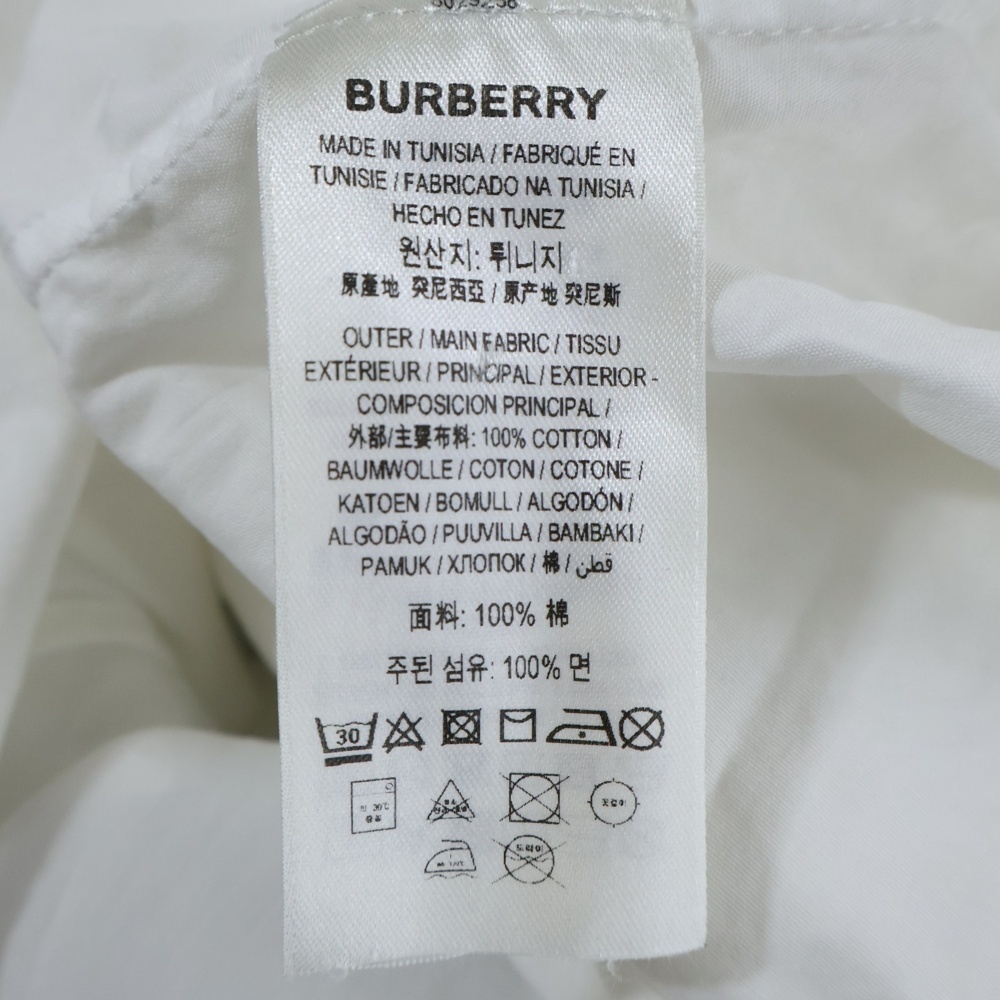 BURBERRY
MADE IN TUNISIA / FABRIQUÉ EN
TUNISIE / FABRICADO NA TUNISIA /
HECHO EN TUNEZ
원산지: 튀니지
原產地 突尼西亞 / 原产地 突尼斯
OUTER / MAIN FABRIC / TISSU
EXTÉRIEUR / PRINCIPAL / EXTERIOR -
COMPOSICION PRINCIPAL /
外部/主要布料: 100% COTTON /
BAUMWOLLE / COTON / COTONE /
KATOEN / BOMULL / ALGODÓN /
ALGODÃO / PUUVILLA / BAMBAKI /
PAMUK / ХЛОПОК / 棉 / قطن
面料: 100% 棉
주된 섬유: 100% 면
30
드라이